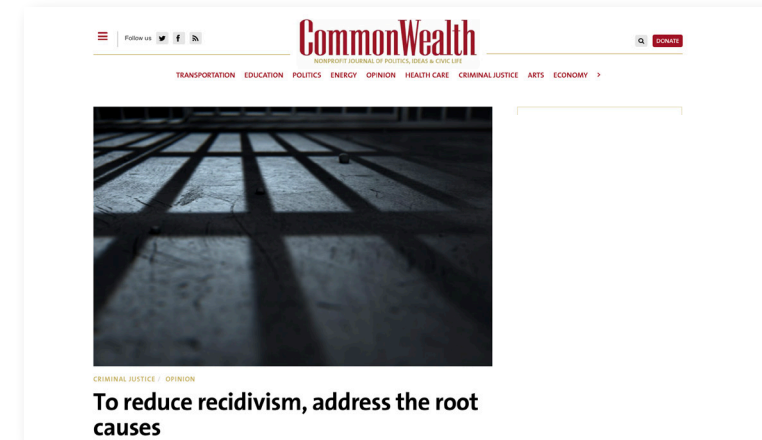 Follow us
CommonWealth
NONPROFIT JOURNAL OF POLITICS, IDEAS & CIVIC LIFE
DONATE
TRANSPORTATION EDUCATION POLITICS ENERGY OPINION HEALTH CARE CRIMINAL JUSTICE ARTS ECONOMY >
CRIMINAL JUSTICE / OPINION
To reduce recidivism, address the root
causes